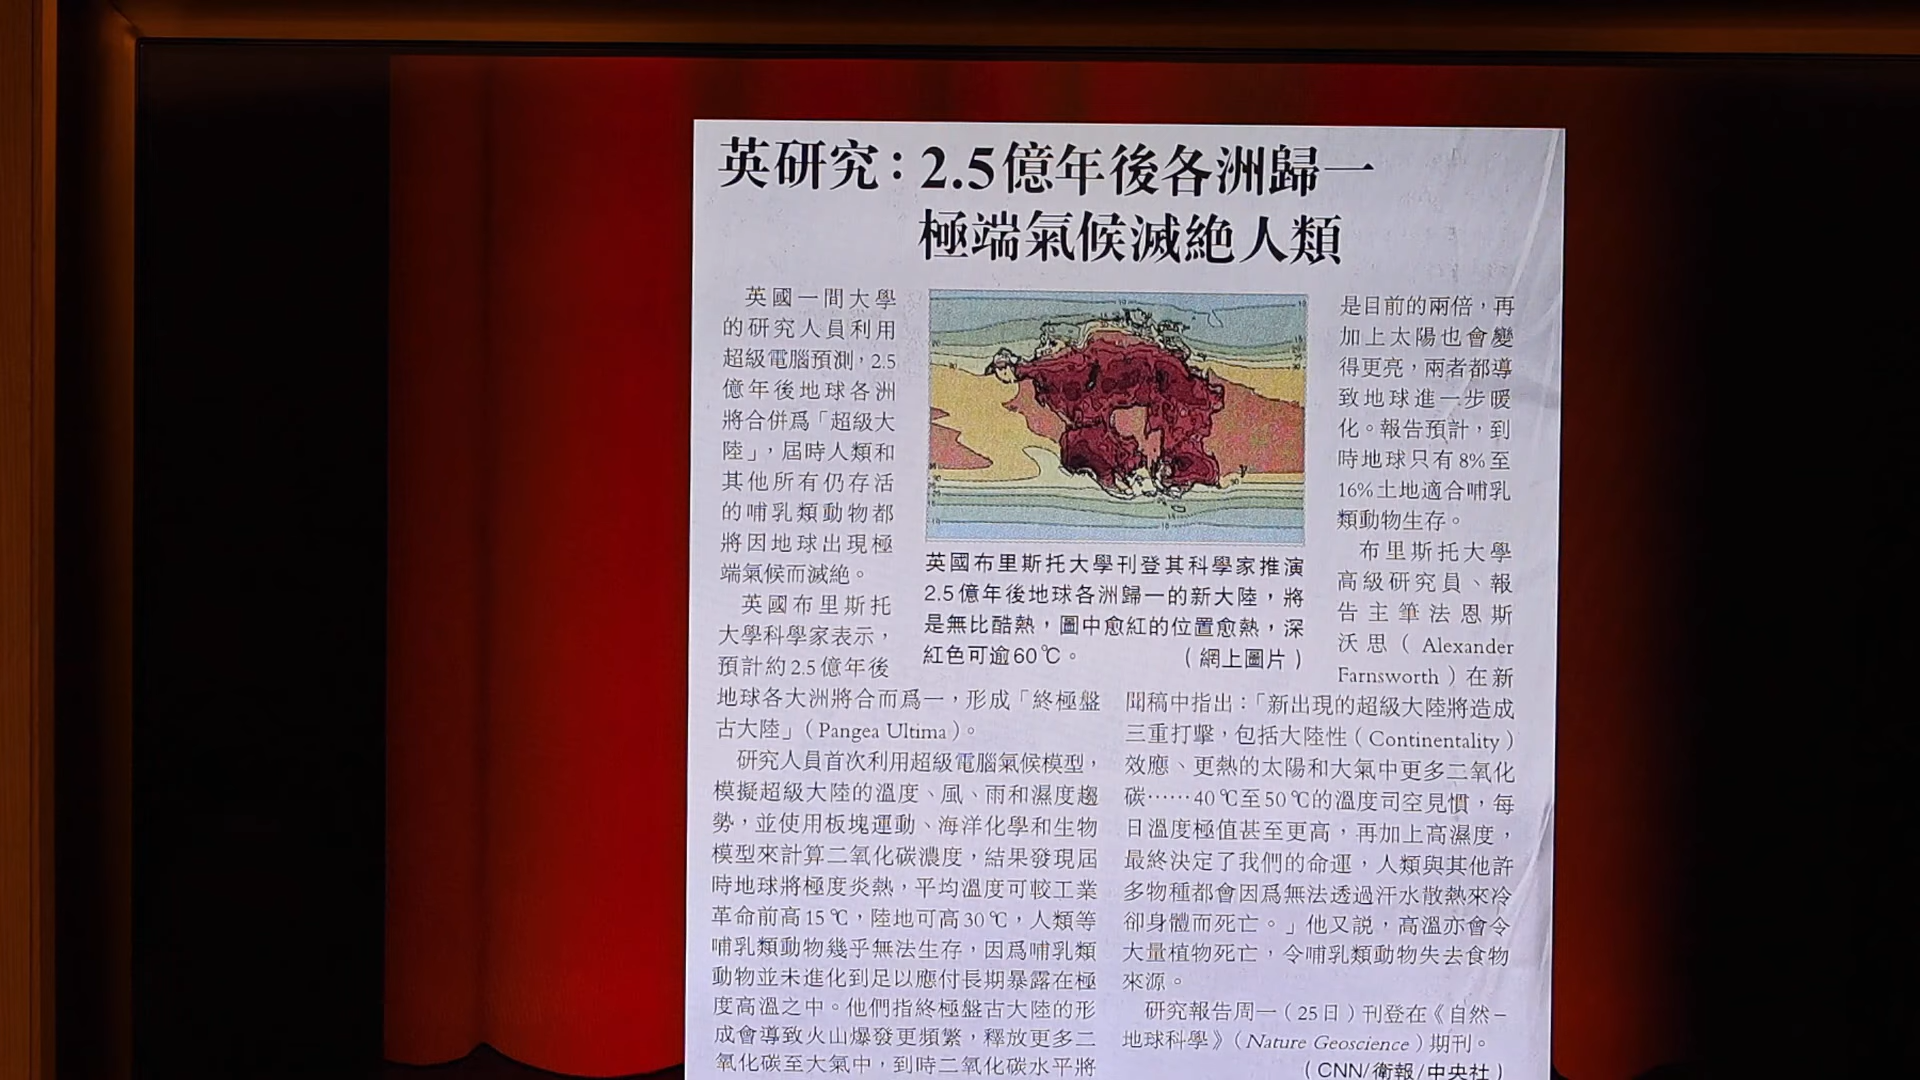 英研究：2.5億年後各洲歸一
極端氣候滅絕人類
英國一間大學
的研究人員利用
超級電腦預測，2.5
億年後地球各洲
將合併爲「超級大
陸」，屆時人類和
其他所有仍存活
的哺乳類動物都
將因地球出現極
端氣候而滅絕。
英國布里斯托
大學科學家表示，
預計約2.5億年後
地球各大洲將合而爲一，形成「終極盤
古大陸」（Pangea Ultima）。
研究人員首次利用超級電腦氣候模型，
模擬超級大陸的溫度、風、雨和濕度趨
勢，並使用板塊運動、海洋化學和生物
模型來計算二氧化碳濃度，結果發現屆
時地球將極度炎熱，平均溫度可較工業
革命前高15℃，陸地可高30℃，人類等
哺乳類動物幾乎無法生存，因爲哺乳類
動物並未進化到足以應付長期暴露在極
度高溫之中。他們指終極盤古大陸的形
成會導致火山爆發更頻繁，釋放更多二
氧化碳至大氣中，到時二氧化碳水平將
英國布里斯托大學刊登其科學家推演
2.5億年後地球各洲歸一的新大陸，將
是無比酷熱，圖中愈紅的位置愈熱，深
紅色可逾60℃。（網上圖片）
是目前的兩倍，再
加上太陽也會變
得更亮，兩者都導
致地球進一步暖
化。報告預計，到
時地球只有8%至
16%土地適合哺乳
類動物生存。
布里斯托大學
高級研究員、報
告主筆法恩斯
沃思（Alexander
Farnsworth）在新
聞稿中指出：「新出現的超級大陸將造成
三重打擊，包括大陸性（Continentality）
效應、更熱的太陽和大氣中更多二氧化
碳……40℃至50℃的溫度司空見慣，每
日溫度極值甚至更高，再加上高濕度，
最終決定了我們的命運，人類與其他許
多物種都會因爲無法透過汗水散熱來冷
卻身體而死亡。」他又説，高溫亦會令
大量植物死亡，令哺乳類動物失去食物
來源。
研究報告周一（25日）刊登在《自然－
地球科學》（Nature Geoscience）期刊。
（CNN/衛報/中央社）